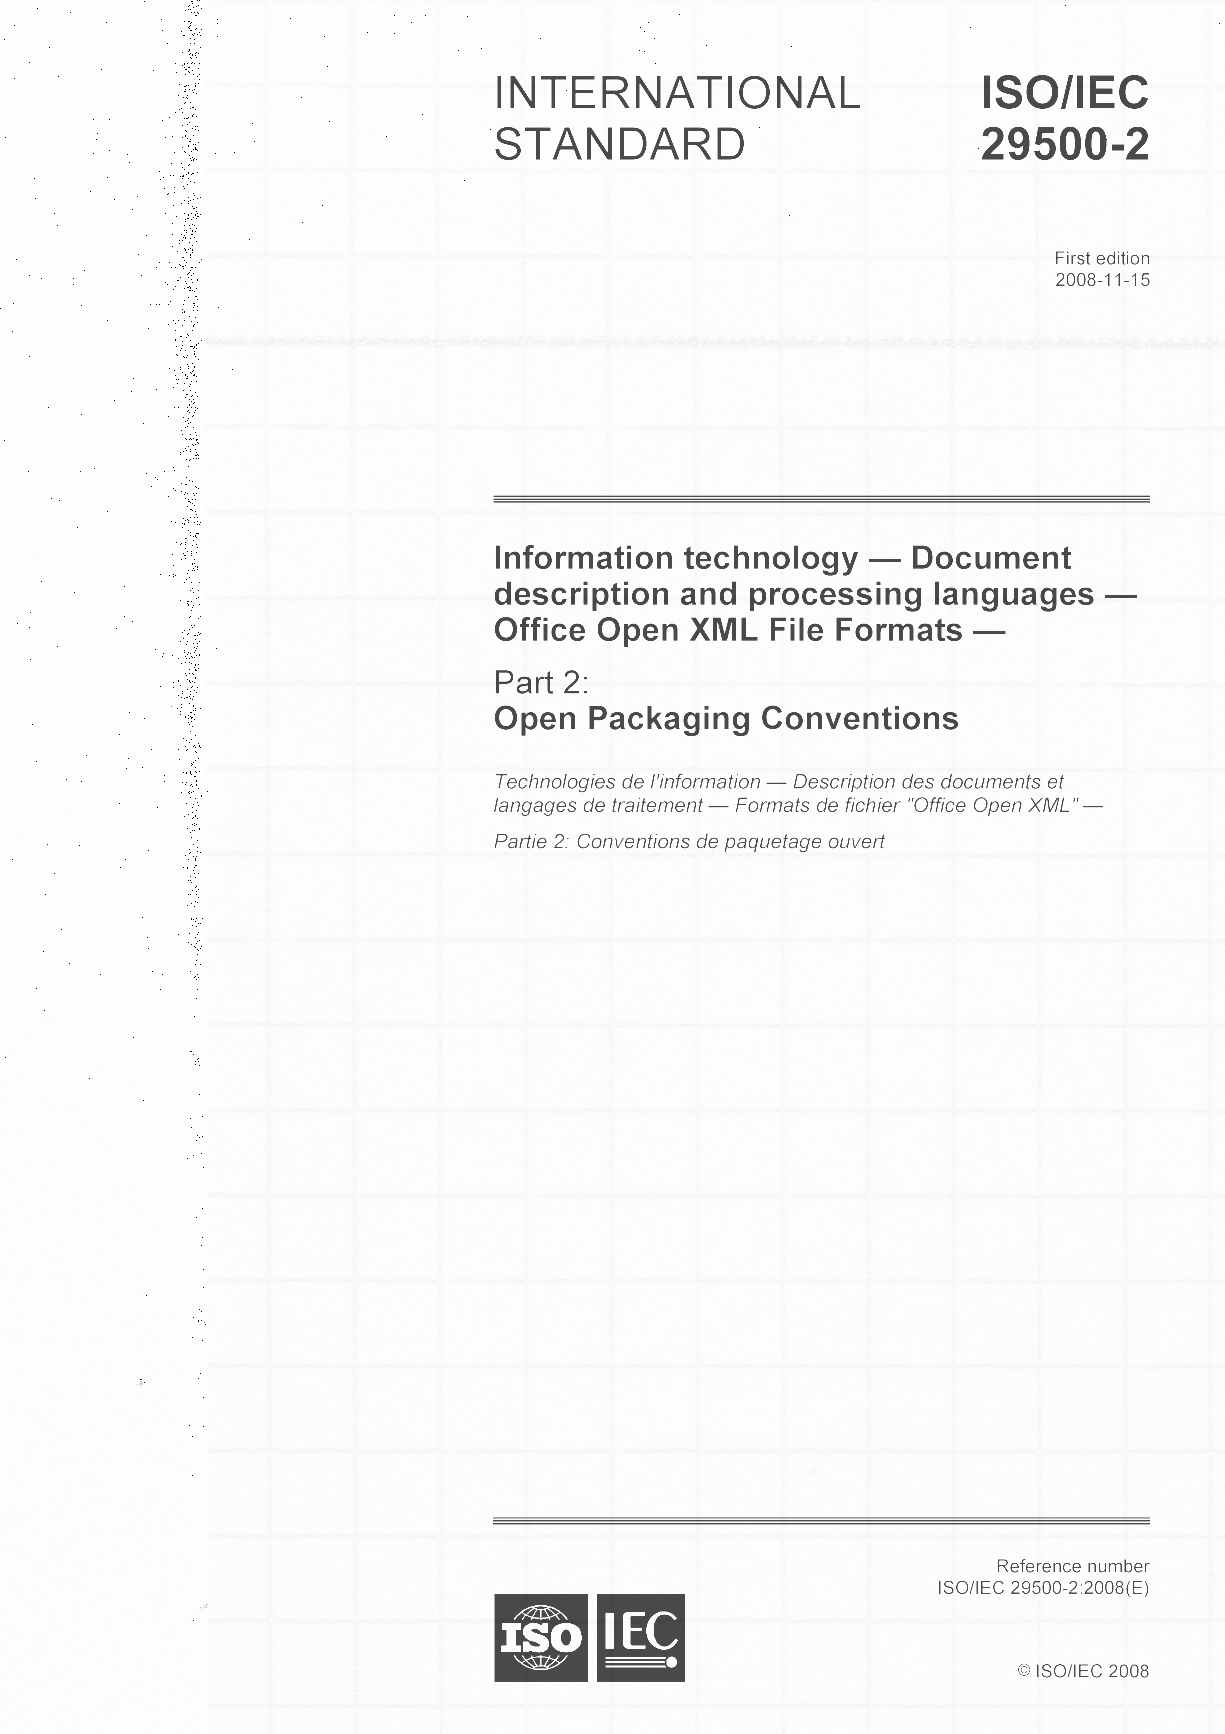 INTERNATIONAL STANDARD
ISO/IEC 29500-2
First edition
2008-11-15
Information technology — Document
description and processing languages —
Office Open XML File Formats —
Part 2:
Open Packaging Conventions
Technologies de l'information — Description des documents et
langages de traitement — Formats de fichier "Office Open XML" —
Partie 2: Conventions de paquetage ouvert
Reference number
ISO/IEC 29500-2:2008(E)
ISO IEC
© ISO/IEC 2008